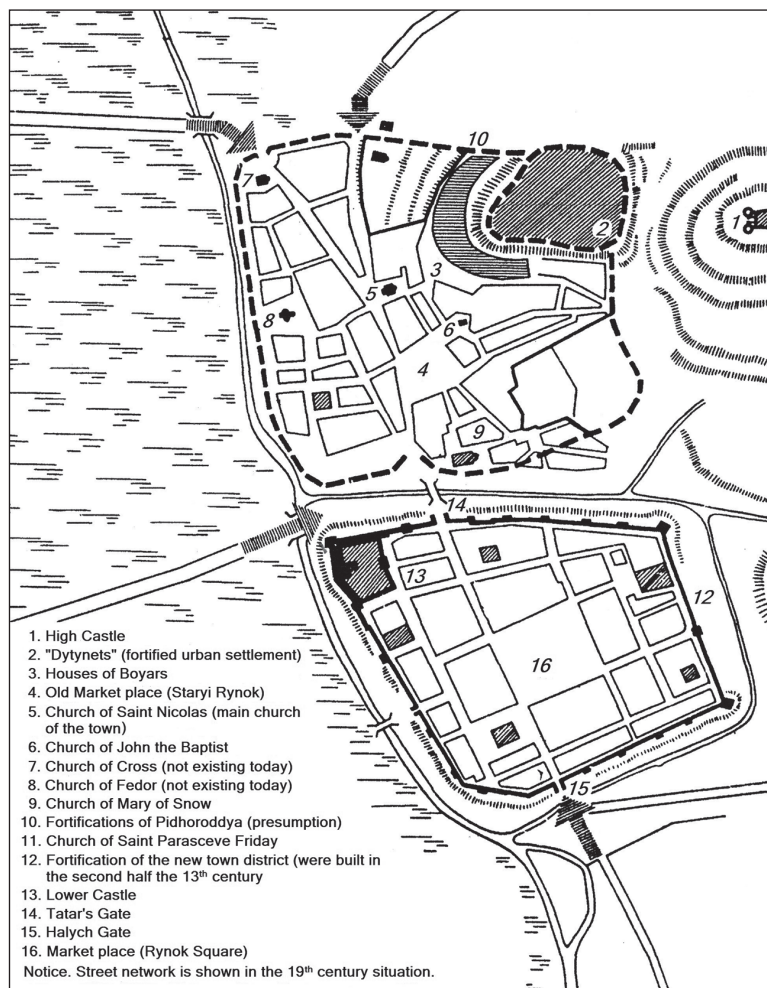 10
7
2
1
3
5
8
6
4
9
14
13
12
16
15
1. High Castle
2. "Dytynets" (fortified urban settlement)
3. Houses of Boyars
4. Old Market place (Staryi Rynok)
5. Church of Saint Nicolas (main church
of the town)
6. Church of John the Baptist
7. Church of Cross (not existing today)
8. Church of Fedor (not existing today)
9. Church of Mary of Snow
10. Fortifications of Pidhoroddya (presumption)
11. Church of Saint Parasceve Friday
12. Fortification of the new town district (were built in
the second half the 13th century
13. Lower Castle
14. Tatar's Gate
15. Halych Gate
16. Market place (Rynok Square)
Notice. Street network is shown in the 19th century situation.